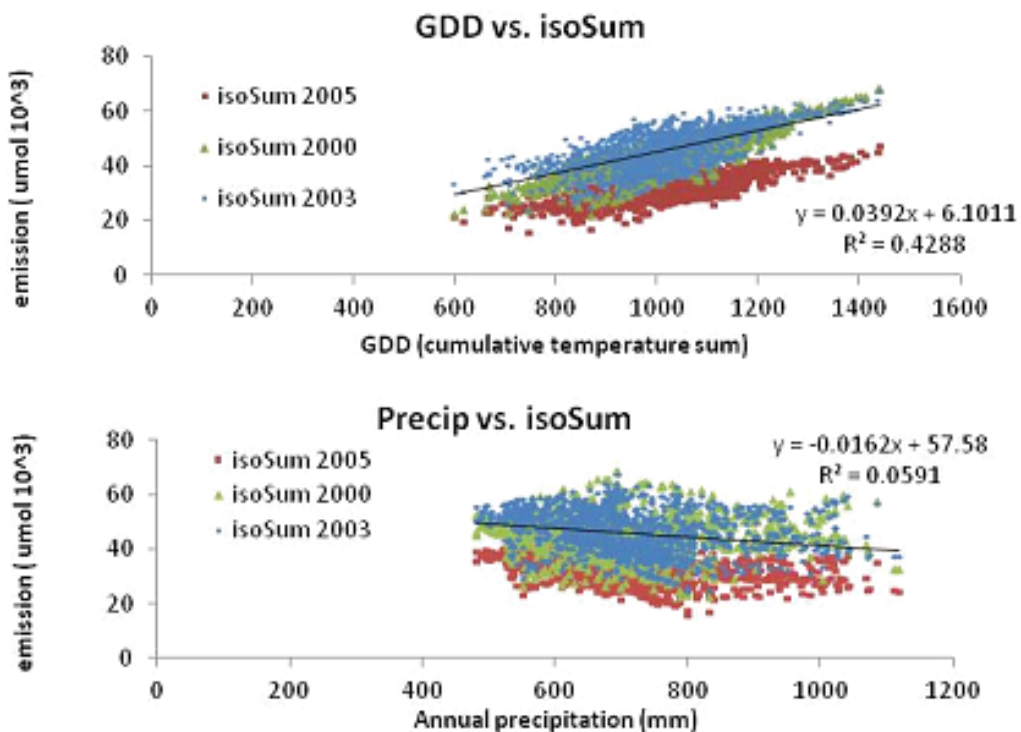 GDD vs. isoSum
emission ( umol 10^3)
80
60
40
20
0
isoSum 2005
isoSum 2000
isoSum 2003
y = 0.0392x + 6.1011
R² = 0.4288
0 200 400 600 800 1000 1200 1400 1600
GDD (cumulative temperature sum)
Precip vs. isoSum
emission ( umol 10^3)
80
60
40
20
0
isoSum 2005
isoSum 2000
isoSum 2003
y = -0.0162x + 57.58
R² = 0.0591
0 200 400 600 800 1000 1200
Annual precipitation (mm)